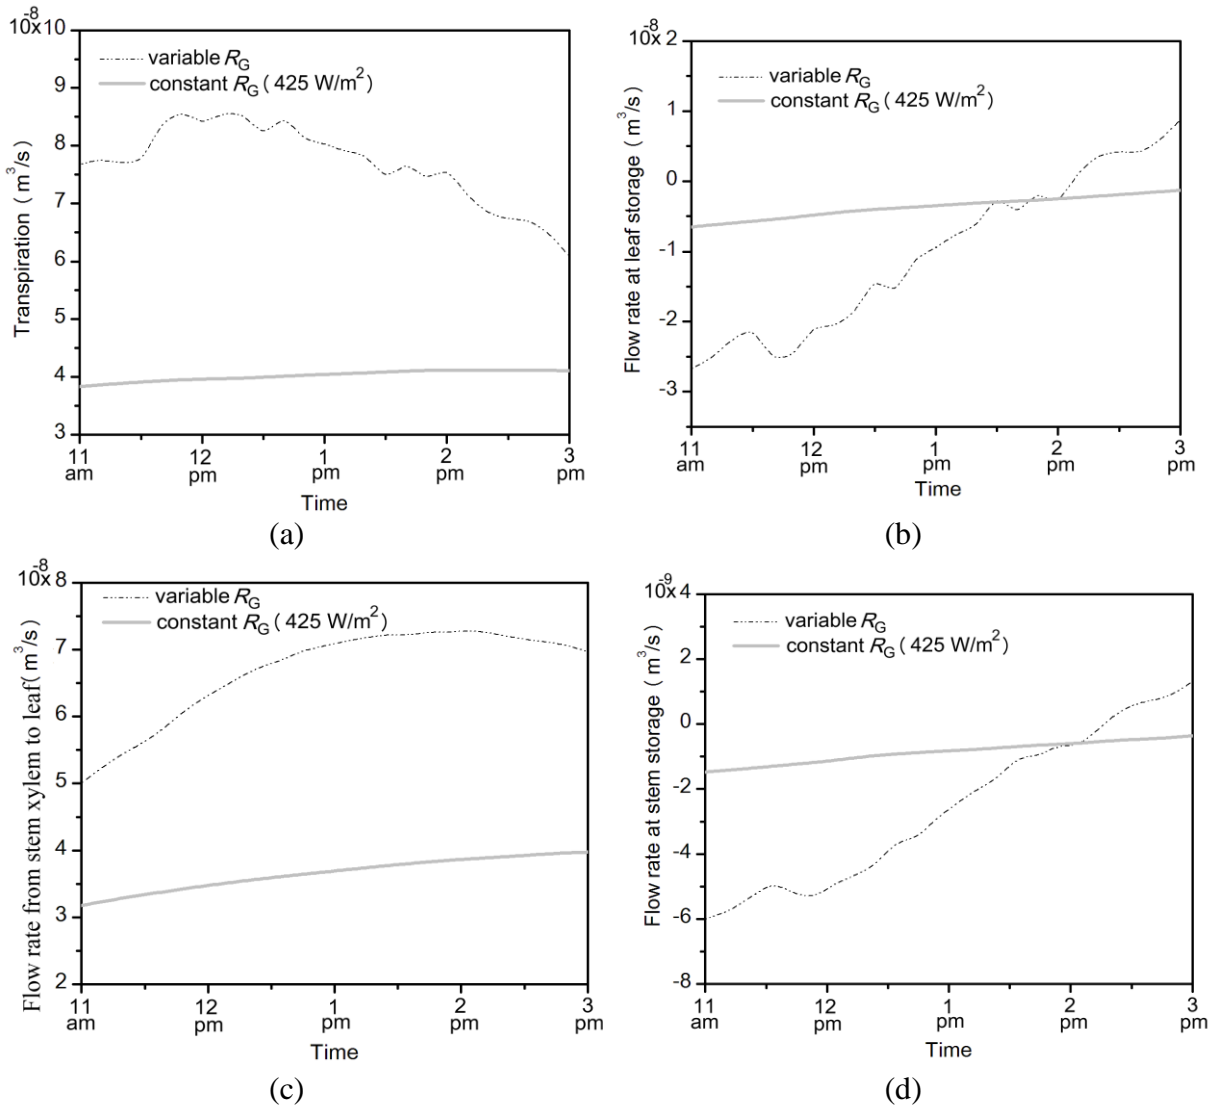 10
-8
x 10
9
8
7
6
5
4
3
Transpiration ( m³/s)
variable R_G
constant R_G ( 425 W/m²)
11 am
12 pm
1 pm
2 pm
3 pm
Time
(a)
10
-8
x 2
1
0
-1
-2
-3
Flow rate at leaf storage ( m³/s)
variable R_G
constant R_G ( 425 W/m²)
11 am
12 pm
1 pm
2 pm
3 pm
Time
(b)
10
-8
x 8
7
6
5
4
3
2
Flow rate from stem xylem to leaf( m³/s)
variable R_G
constant R_G ( 425 W/m²)
11 am
12 pm
1 pm
2 pm
3 pm
Time
(c)
10
-9
x 4
2
0
-2
-4
-6
-8
Flow rate at stem storage ( m³/s)
variable R_G
constant R_G ( 425 W/m²)
11 am
12 pm
1 pm
2 pm
3 pm
Time
(d)